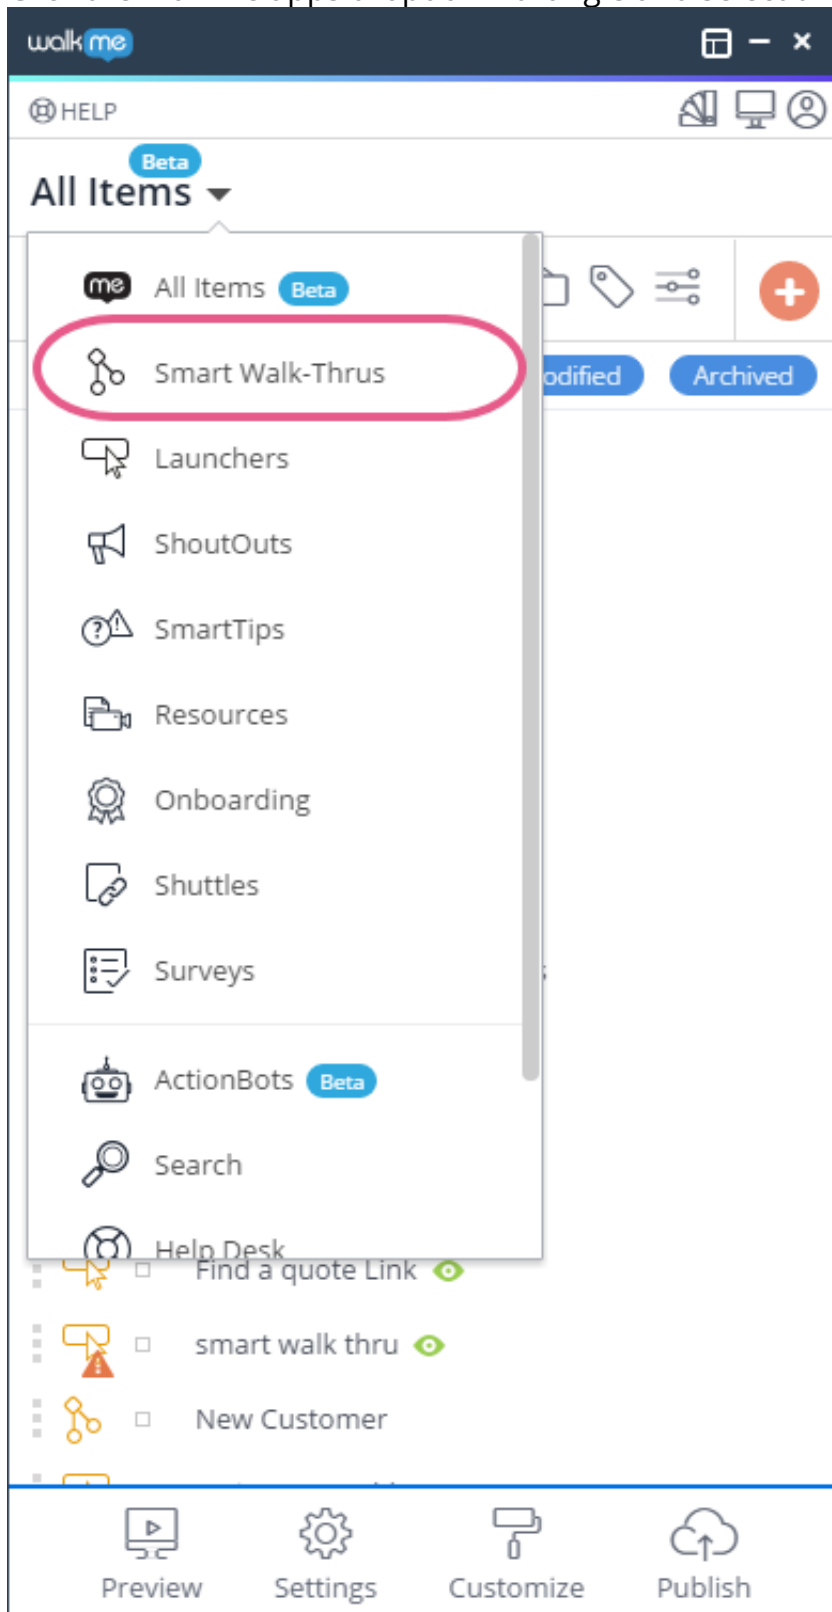 walkme
HELP
Beta
All Items
me All Items Beta
Smart Walk-Thrus
odified Archived
Launchers
ShoutOuts
SmartTips
Resources
Onboarding
Shuttles
Surveys
ActionBots Beta
Search
Help Desk
Find a quote Link
smart walk thru
New Customer
Preview Settings Customize Publish